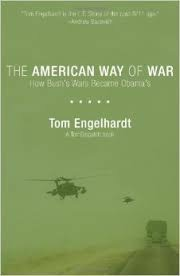 "Tom Engelhardt is the I.F. Stone of the post-9/11 age."
—Andrew Bacevich
THE AMERICAN WAY OF WAR
How Bush's Wars Became Obama's
Tom Engelhardt
A TomDispatch book